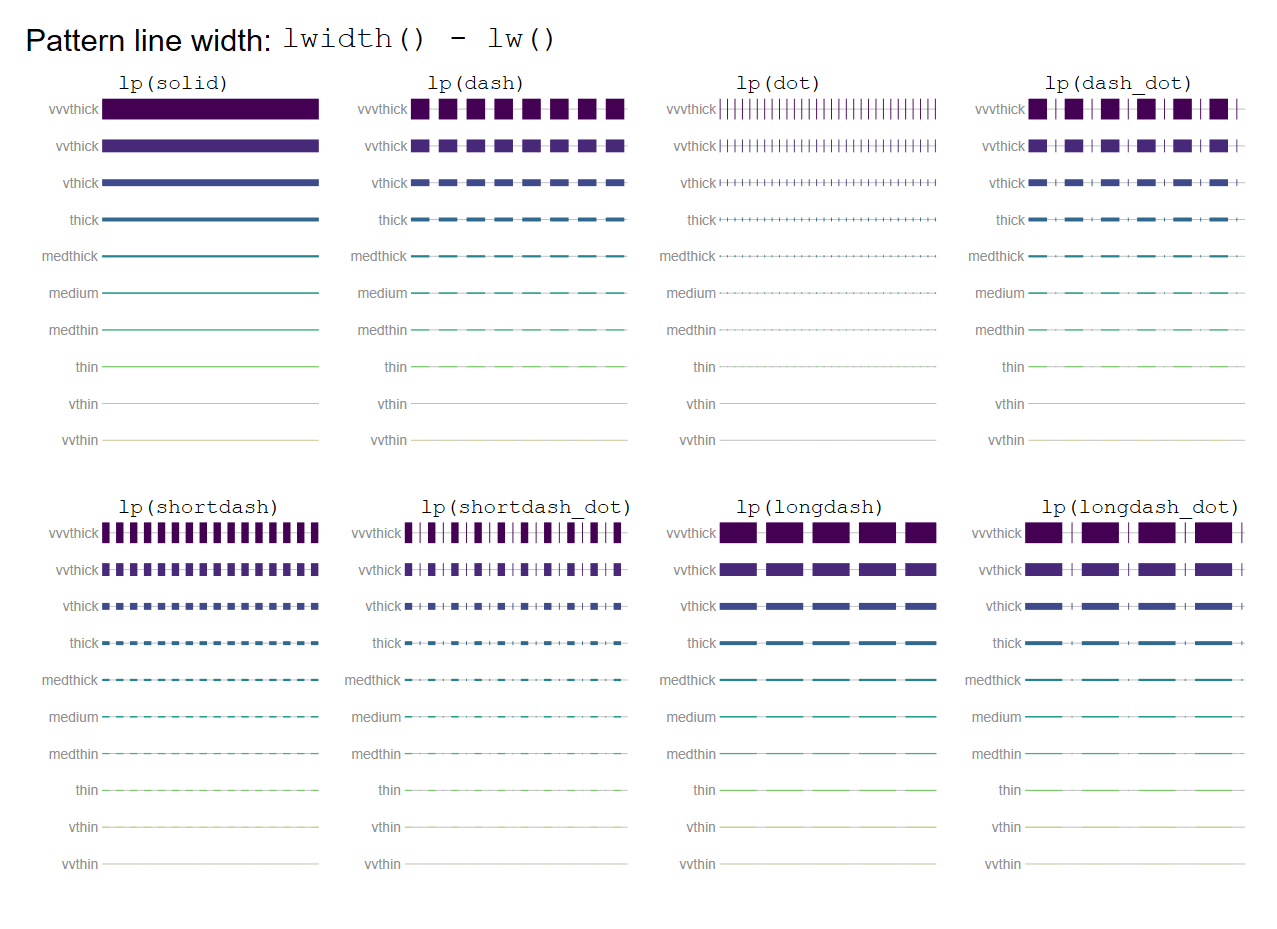 Pattern line width: lwidth() - lw()
lp(solid) lp(dash) lp(dot) lp(dash_dot)
vvvthick vvvthick vvvthick vvvthick
vvthick vvthick vvthick vvthick
vthick vthick vthick vthick
thick thick thick thick
medthick medthick medthick medthick
medium medium medium medium
medthin medthin medthin medthin
thin thin thin thin
vthin vthin vthin vthin
vvthin vvthin vvthin vvthin
lp(shortdash) lp(shortdash_dot) lp(longdash) lp(longdash_dot)
vvvthick vvvthick vvvthick vvvthick
vvthick vvthick vvthick vvthick
vthick vthick vthick vthick
thick thick thick thick
medthick medthick medthick medthick
medium medium medium medium
medthin medthin medthin medthin
thin thin thin thin
vthin vthin vthin vthin
vvthin vvthin vvthin vvthin